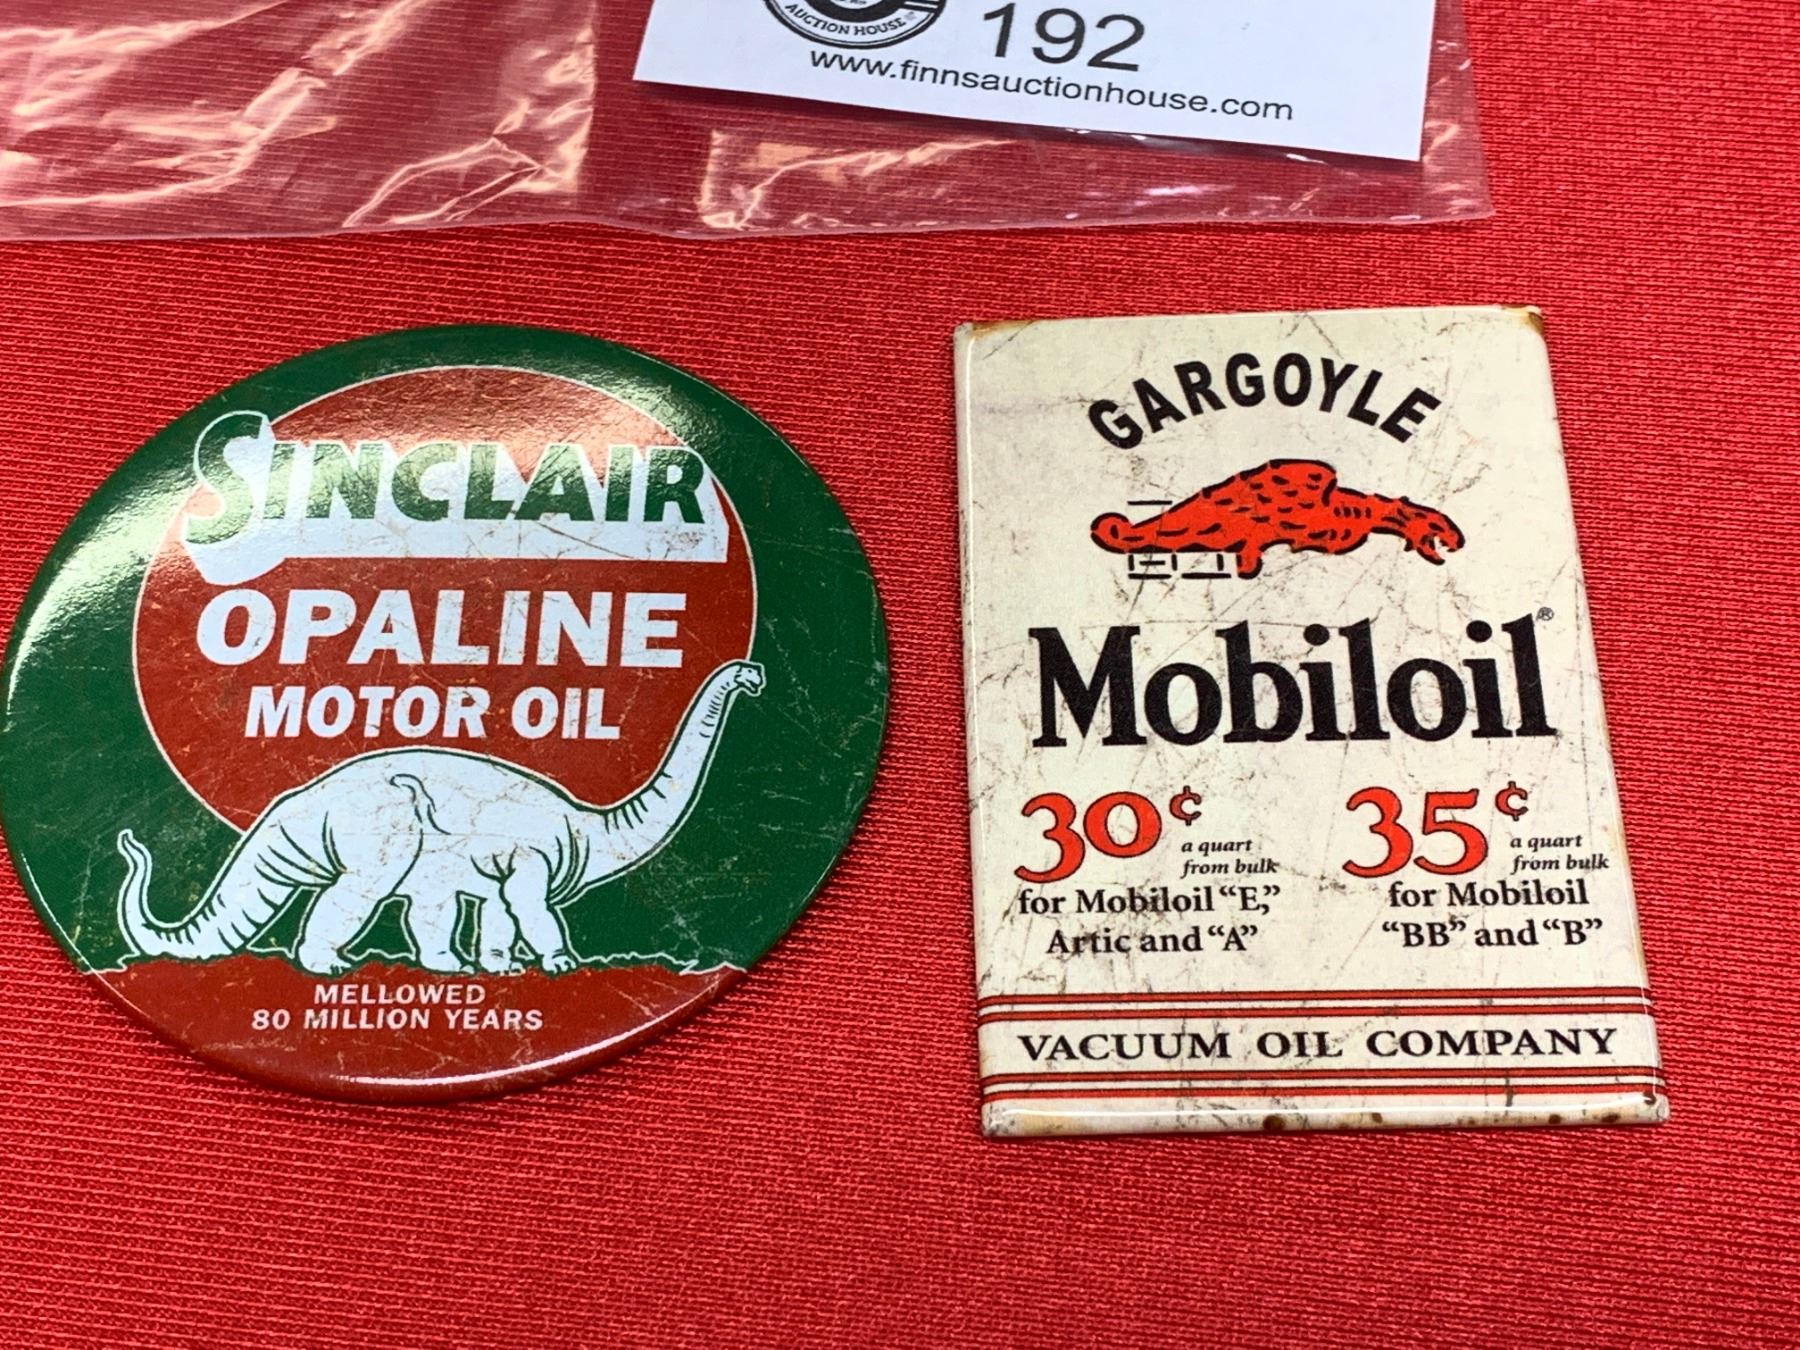 AUCTION HOUSE
192
www.finnsauctionhouse.com
SINCLAIR
OPALINE
MOTOR OIL
MELLOWED
80 MILLION YEARS
GARGOYLE
Mobiloil®
30¢ a quart
from bulk
for Mobiloil "E,"
Artic and "A"
35¢ a quart
from bulk
for Mobiloil
"BB" and "B"
VACUUM OIL COMPANY